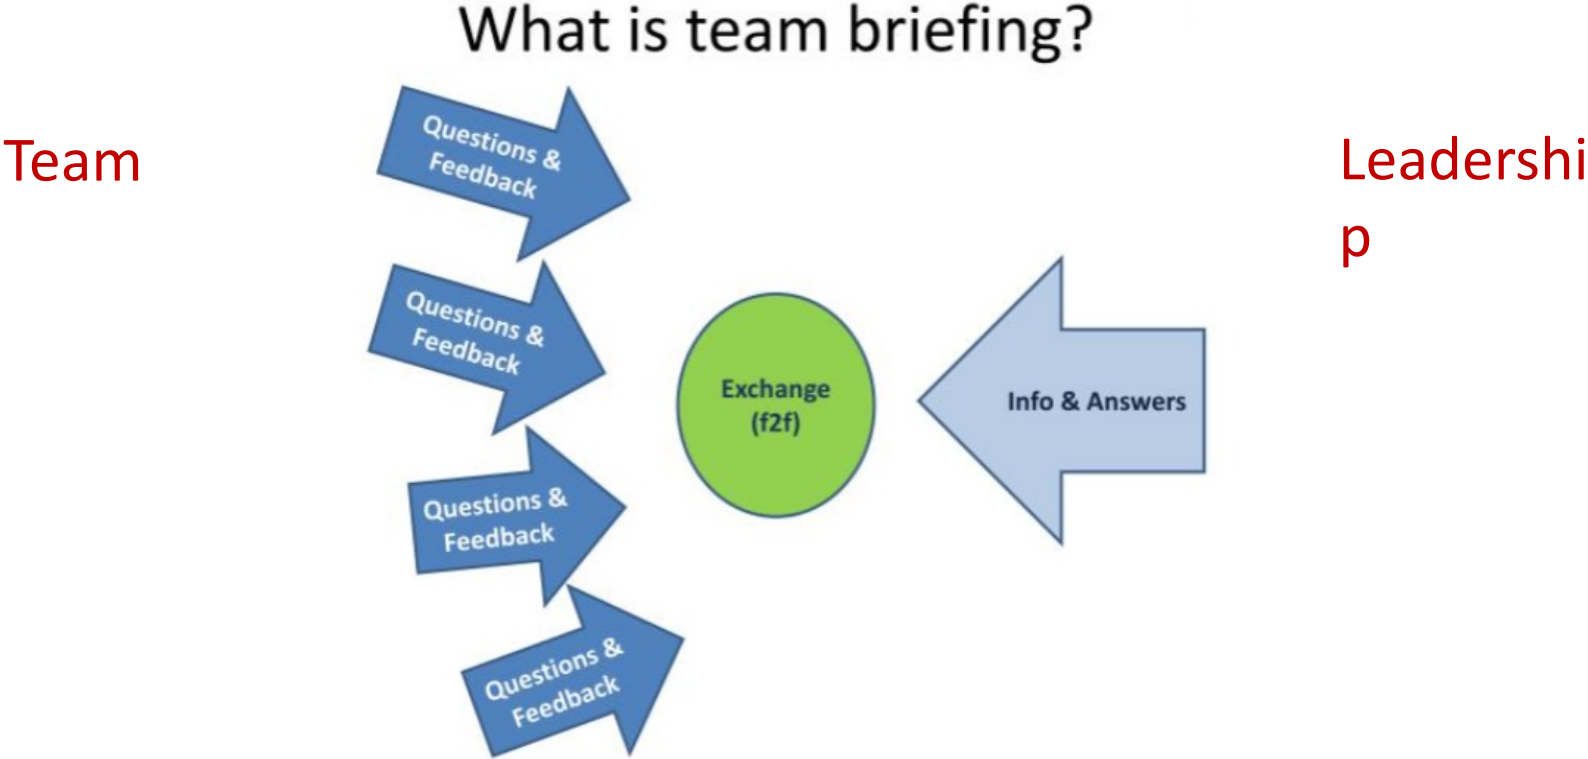 What is team briefing?
Team
Leadershi
p
Questions &
Feedback
Questions &
Feedback
Exchange
(f2f)
Info & Answers
Questions &
Feedback
Questions &
Feedback